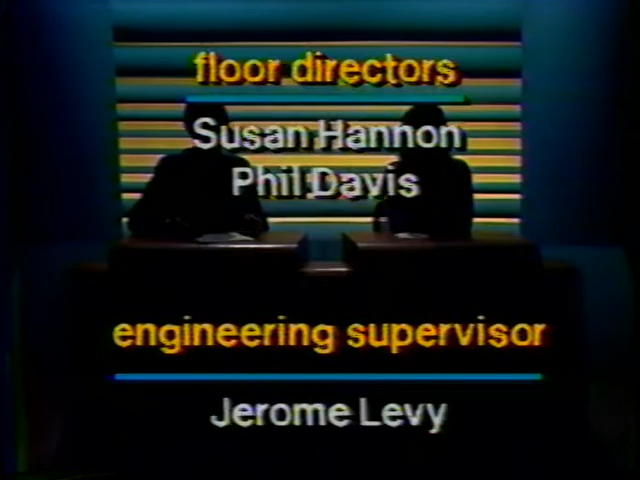 floor directors
Susan Hannon
Phil Davis
engineering supervisor
Jerome Levy